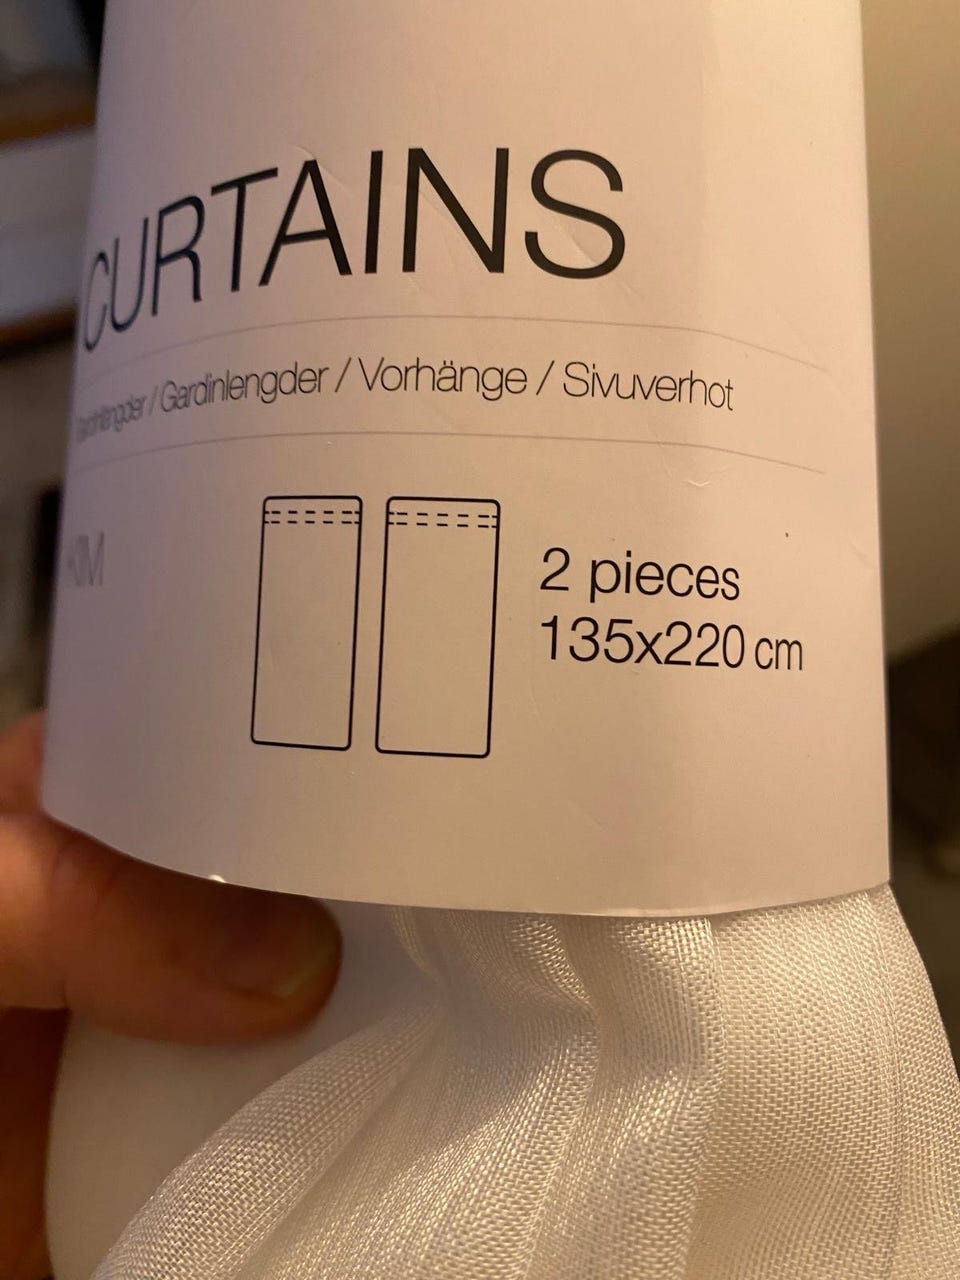 CURTAINS
/ Gardinlengder / Vorhänge / Sivuverhot
2 pieces
135x220 cm